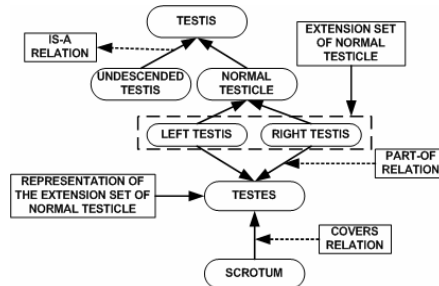 TESTIS
IS-A
RELATION
EXTENSION SET
OF NORMAL
TESTICLE
UNDESCENDED
TESTIS
NORMAL
TESTICLE
LEFT TESTIS
RIGHT TESTIS
PART-OF
RELATION
REPRESENTATION OF
THE EXTENSION SET OF
NORMAL TESTICLE
TESTES
COVERS
RELATION
SCROTUM